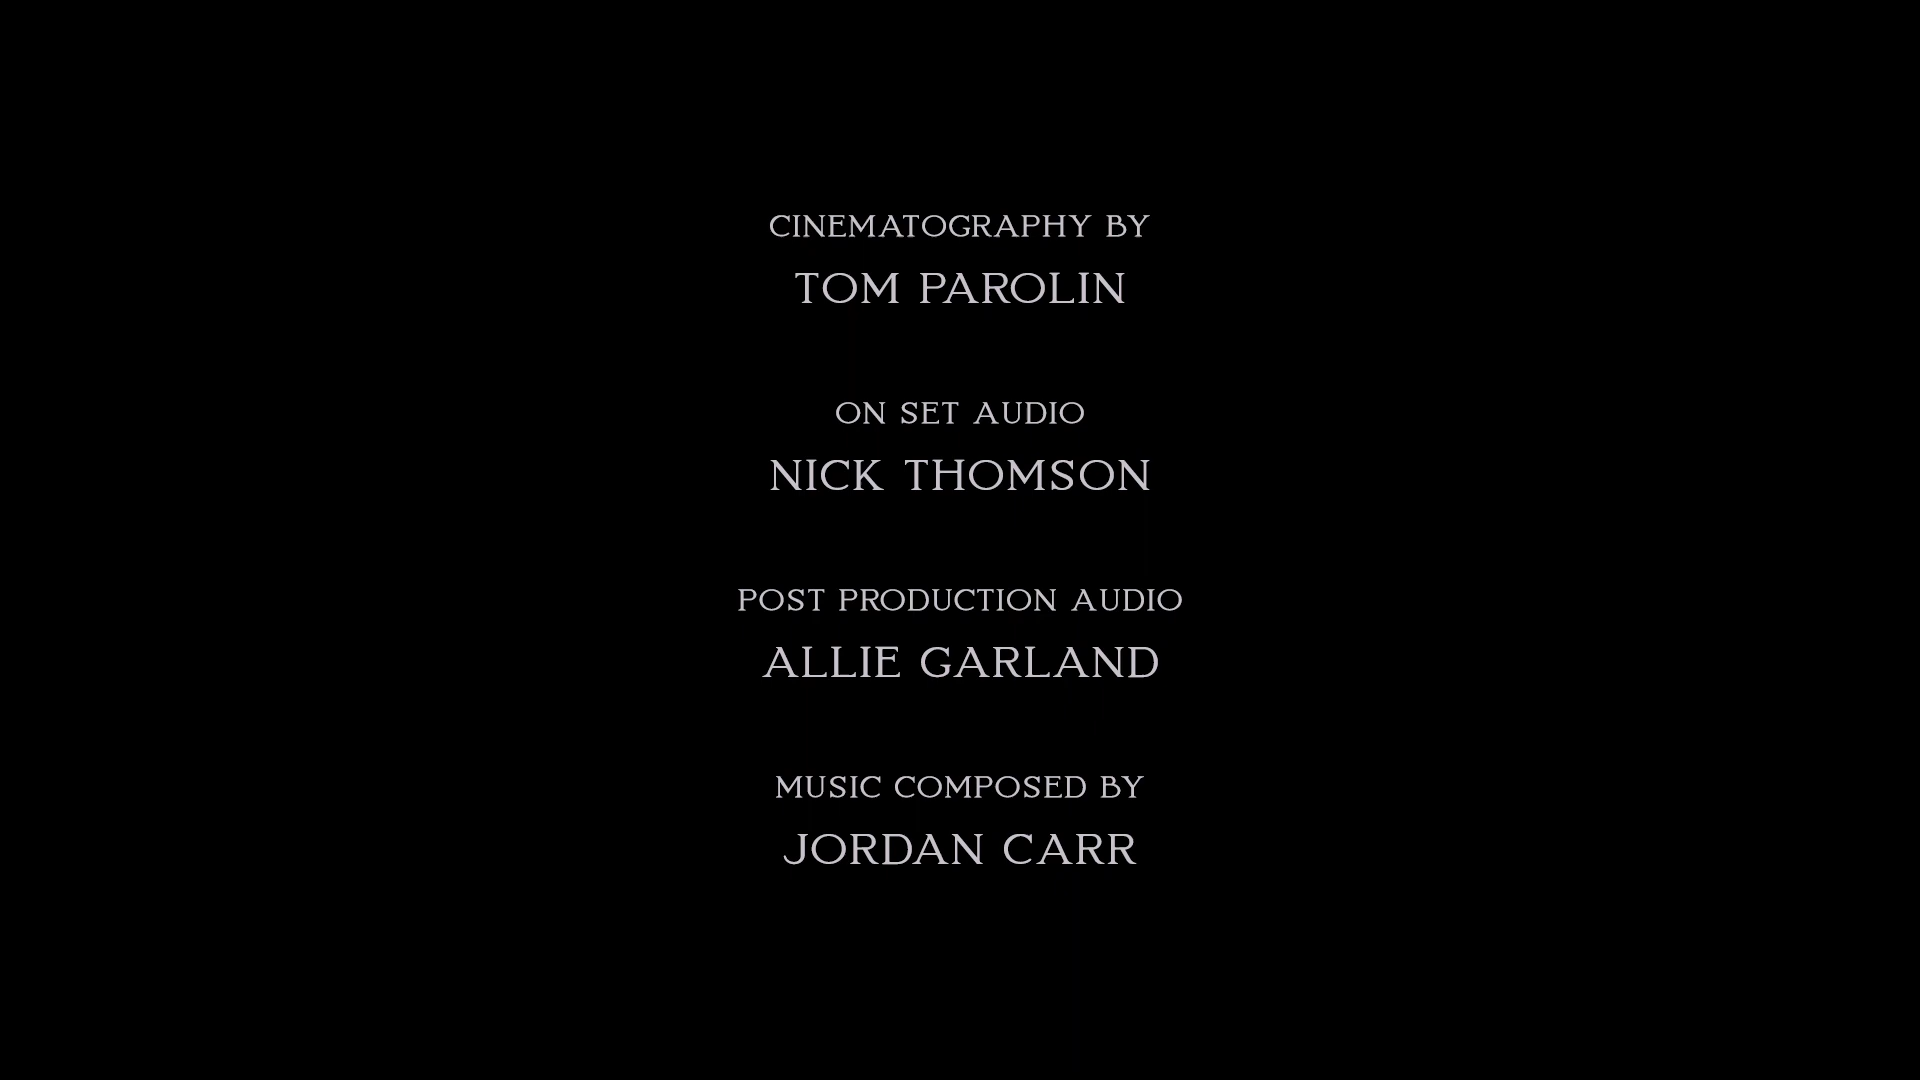 CINEMATOGRAPHY BY
TOM PAROLIN
ON SET AUDIO
NICK THOMSON
POST PRODUCTION AUDIO
ALLIE GARLAND
MUSIC COMPOSED BY
JORDAN CARR